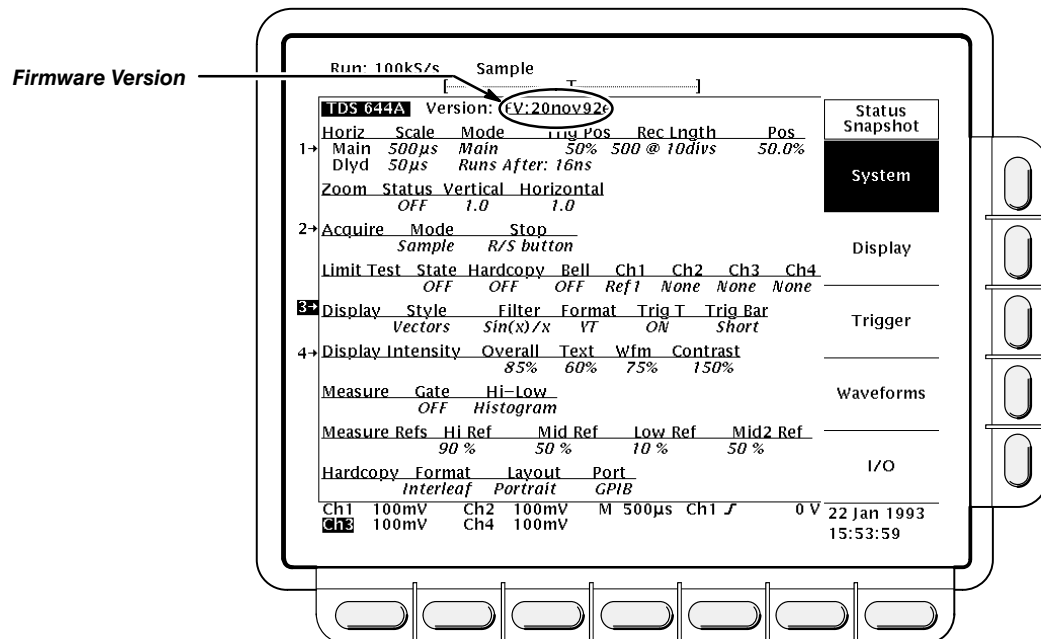 Run: 100kS/s Sample
Firmware Version
[ T ]
TDS 644A Version: FV:20nov92e
Horiz Scale Mode Trig Pos Rec Lngth Pos
1→ Main 500µs Main 50% 500 @ 10divs 50.0%
Dlyd 50µs Runs After: 16ns
Zoom Status Vertical Horizontal
OFF 1.0 1.0
2→ Acquire Mode Stop
Sample R/S button
Limit Test State Hardcopy Bell Ch1 Ch2 Ch3 Ch4
OFF OFF OFF Ref1 None None None
3→ Display Style Filter Format Trig T Trig Bar
Vectors Sin(x)/x YT ON Short
4→ Display Intensity Overall Text Wfm Contrast
85% 60% 75% 150%
Measure Gate Hi–Low
OFF Histogram
Measure Refs Hi Ref Mid Ref Low Ref Mid2 Ref
90 % 50 % 10 % 50 %
Hardcopy Format Layout Port
Interleaf Portrait GPIB
Ch1 100mV Ch2 100mV M 500µs Ch1 ƒ 0 V
Ch3 100mV Ch4 100mV
Status
Snapshot
System
Display
Trigger
Waveforms
I/O
22 Jan 1993
15:53:59